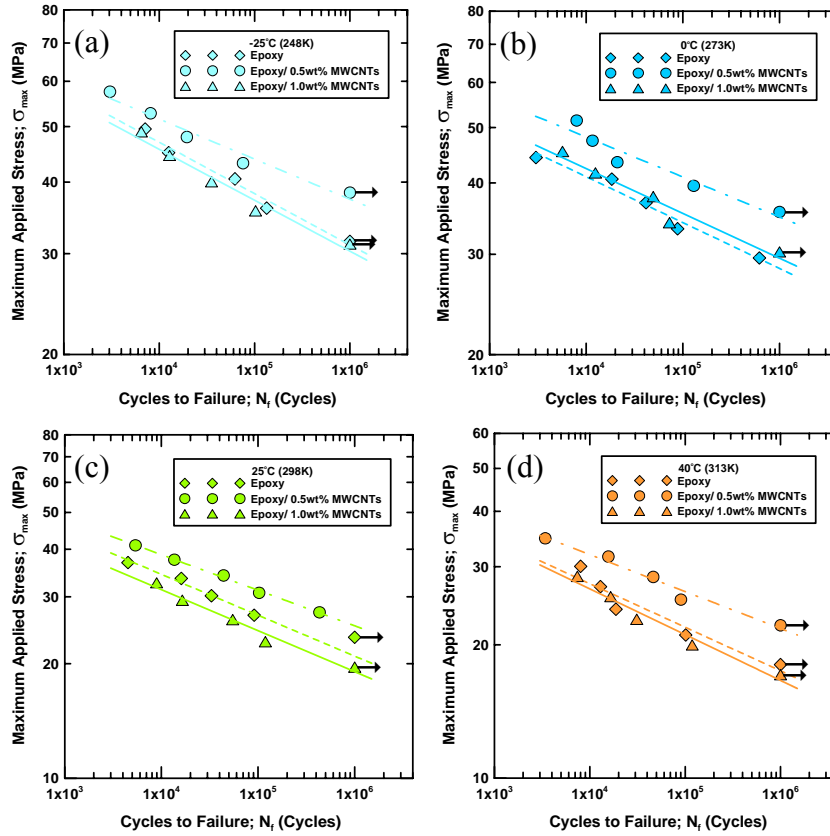 (a)
-25°C (248K)
Epoxy
Epoxy/ 0.5wt% MWCNTs
Epoxy/ 1.0wt% MWCNTs
Maximum Applied Stress; σmax (MPa)
80
70
60
50
40
30
20
1x10³ 1x10⁴ 1x10⁵ 1x10⁶
Cycles to Failure; Nf (Cycles)
(b)
0°C (273K)
Epoxy
Epoxy/ 0.5wt% MWCNTs
Epoxy/ 1.0wt% MWCNTs
Maximum Applied Stress; σmax (MPa)
80
70
60
50
40
30
20
1x10³ 1x10⁴ 1x10⁵ 1x10⁶
Cycles to Failure; Nf (Cycles)
(c)
25°C (298K)
Epoxy
Epoxy/ 0.5wt% MWCNTs
Epoxy/ 1.0wt% MWCNTs
Maximum Applied Stress; σmax (MPa)
80
70
60
50
40
30
20
10
1x10³ 1x10⁴ 1x10⁵ 1x10⁶
Cycles to Failure; Nf (Cycles)
(d)
40°C (313K)
Epoxy
Epoxy/ 0.5wt% MWCNTs
Epoxy/ 1.0wt% MWCNTs
Maximum Applied Stress; σmax (MPa)
60
50
40
30
20
10
1x10³ 1x10⁴ 1x10⁵ 1x10⁶
Cycles to Failure; Nf (Cycles)